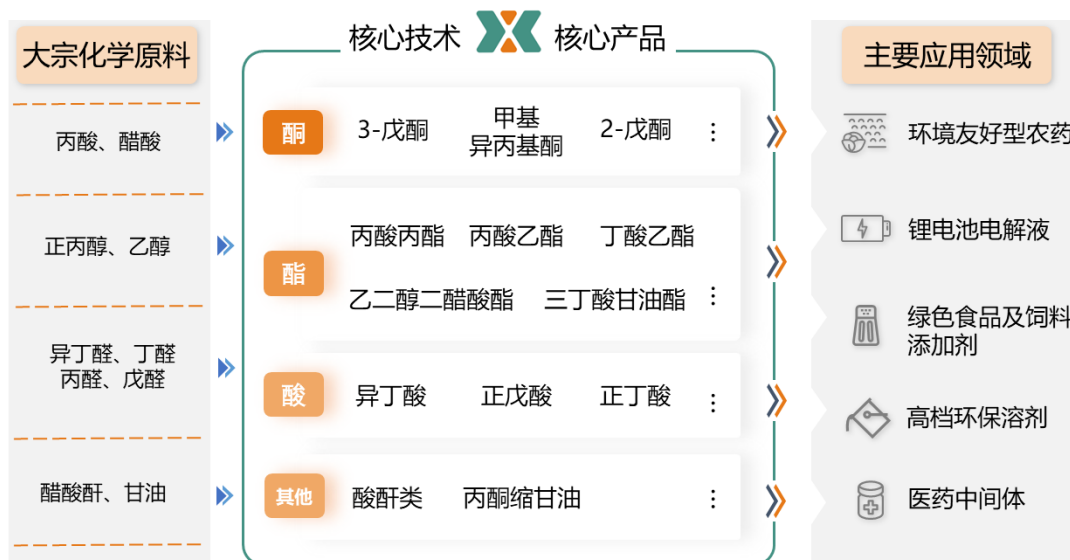 大宗化学原料
丙酸、醋酸
正丙醇、乙醇
异丁醛、丁醛
丙醛、戊醛
醋酸酐、甘油
核心技术 核心产品
酮
3-戊酮
甲基
异丙基酮
2-戊酮
⋮
酯
丙酸丙酯 丙酸乙酯 丁酸乙酯
乙二醇二醋酸酯 三丁酸甘油酯 ⋮
酸
异丁酸 正戊酸 正丁酸 ⋮
其他
酸酐类 丙酮缩甘油 ⋮
主要应用领域
环境友好型农药
锂电池电解液
绿色食品及饲料
添加剂
高档环保溶剂
医药中间体